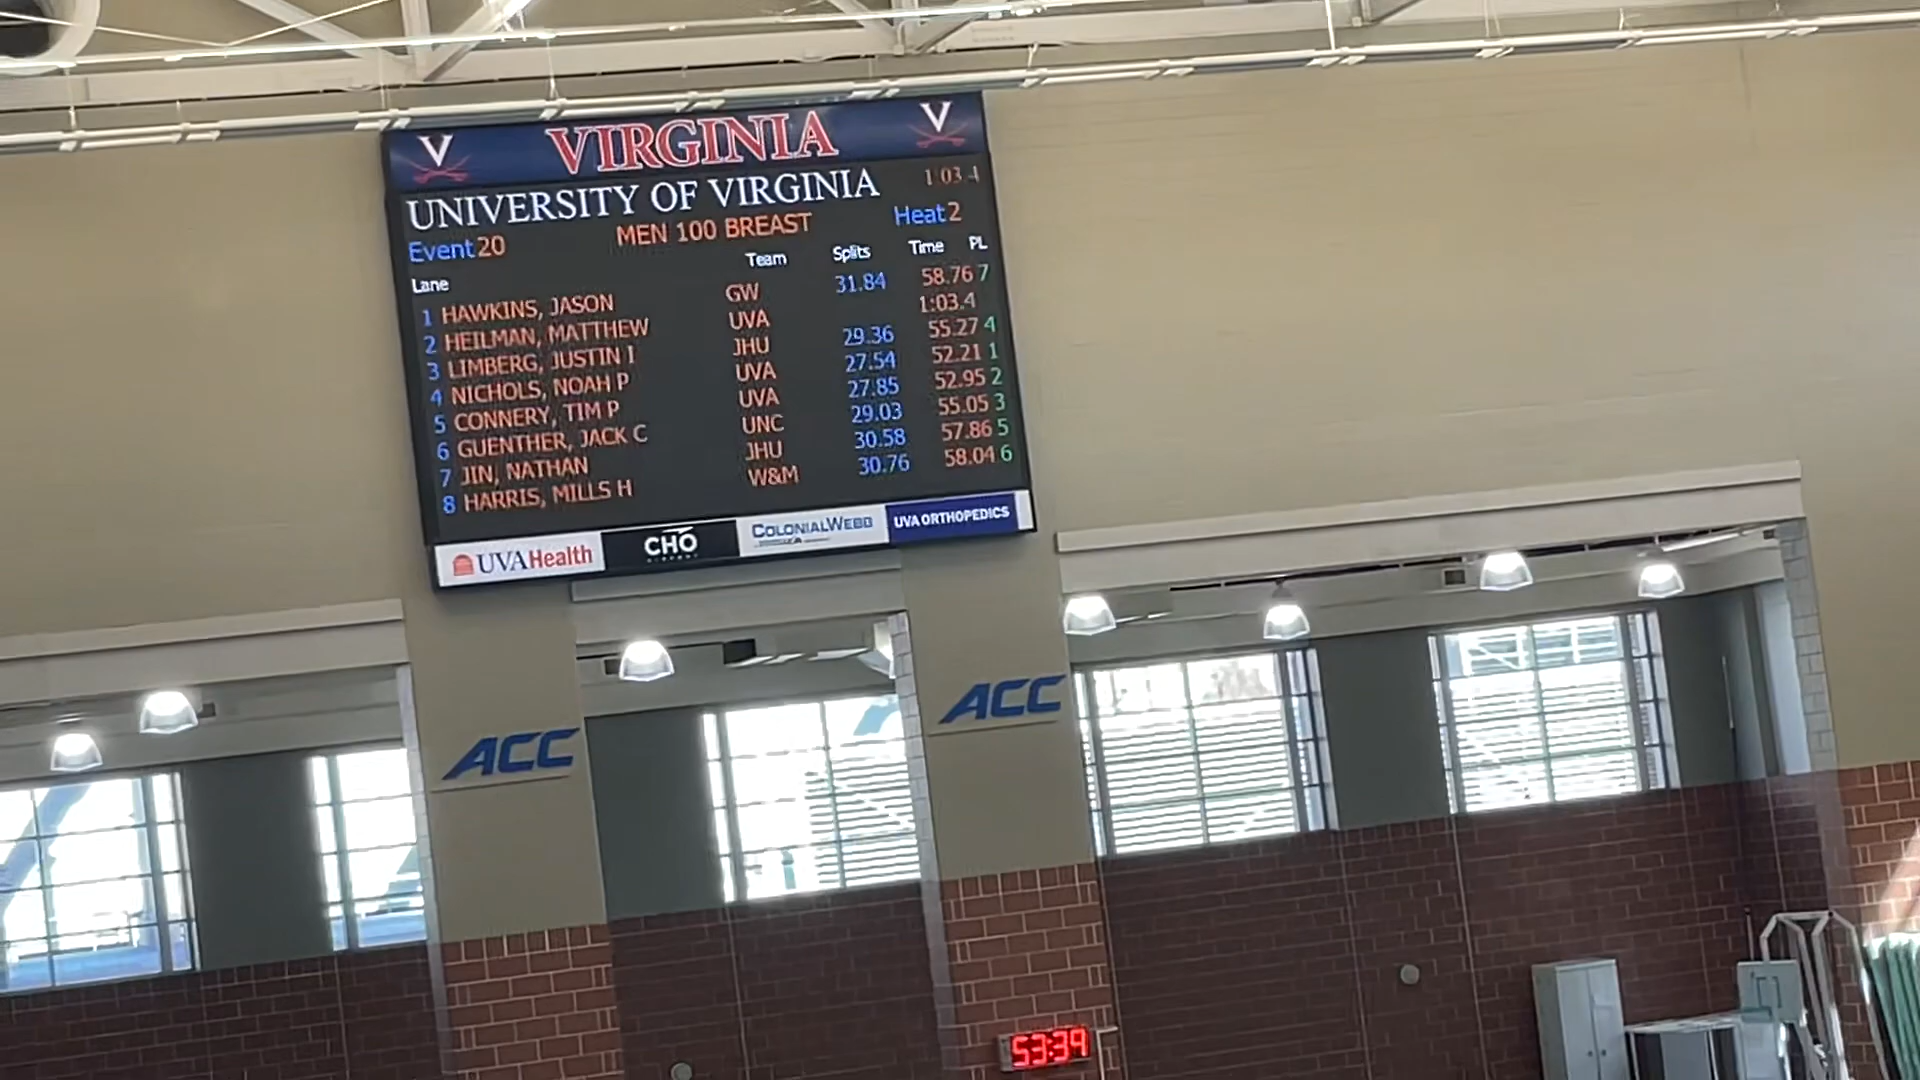 V VIRGINIA V
UNIVERSITY OF VIRGINIA 1:03.4
Event 20 MEN 100 BREAST Heat 2
Lane Team Splits Time PL
1 HAWKINS, JASON GW 31.84 58.76 7
2 HEILMAN, MATTHEW UVA 1:03.4
3 LIMBERG, JUSTIN I JHU 29.36 55.27 4
4 NICHOLS, NOAH P UVA 27.54 52.21 1
5 CONNERY, TIM P UVA 27.85 52.95 2
6 GUENTHER, JACK C UNC 29.03 55.05 3
7 JIN, NATHAN JHU 30.58 57.86 5
8 HARRIS, MILLS H W&M 30.76 58.04 6
UVAHealth CHO COLONIALWEBB UVA ORTHOPEDICS
ACC ACC
53:39